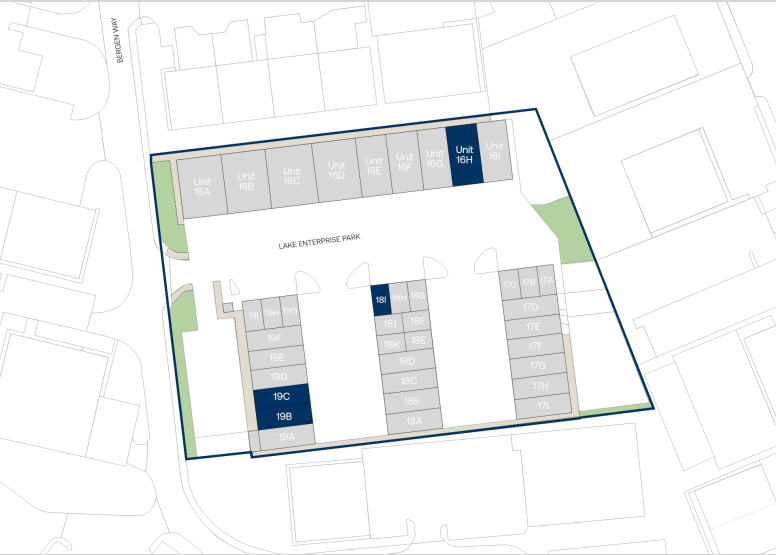 BERGEN WAY
Unit
16A
Unit
16B
Unit
16C
Unit
16D
Unit
16E
Unit
16F
Unit
16G
Unit
16H
Unit
16I
LAKE ENTERPRISE PARK
19I
19H
19G
19F
19E
19D
19C
19B
19A
18I
18H
18G
18J
18F
18K
18E
18D
18C
18B
18A
17C
17B
17A
17D
17E
17F
17G
17H
17I